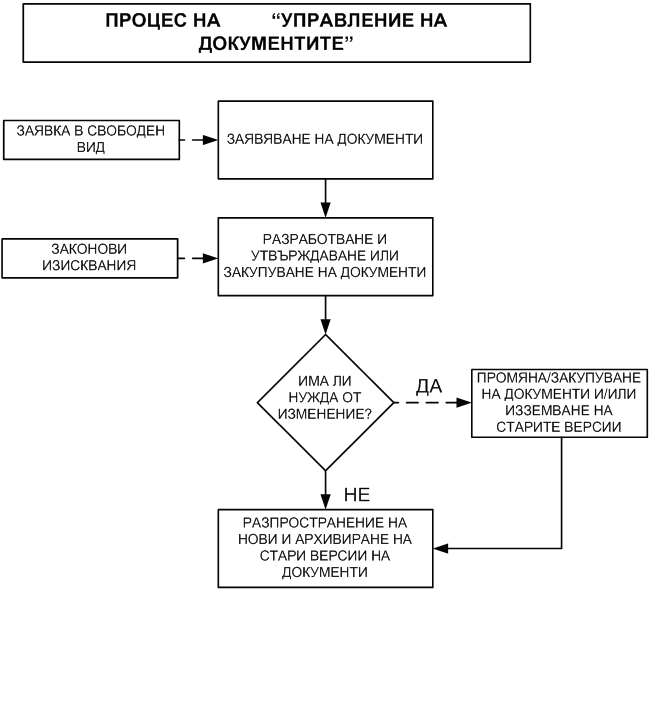 ПРОЦЕС НА “УПРАВЛЕНИЕ НА
ДОКУМЕНТИТЕ”
ЗАЯВКА В СВОБОДЕН
ВИД
ЗАЯВЯВАНЕ НА ДОКУМЕНТИ
ЗАКОНОВИ
ИЗИСКВАНИЯ
РАЗРАБОТВАНЕ И
УТВЪРЖДАВАНЕ ИЛИ
ЗАКУПУВАНЕ НА ДОКУМЕНТИ
ИМА ЛИ
НУЖДА ОТ
ИЗМЕНЕНИЕ?
ДА
ПРОМЯНА/ЗАКУПУВАНЕ
НА ДОКУМЕНТИ И/ИЛИ
ИЗЗЕМВАНЕ НА
СТАРИТЕ ВЕРСИИ
НЕ
РАЗПРОСТРАНЕНИЕ НА
НОВИ И АРХИВИРАНЕ НА
СТАРИ ВЕРСИИ НА
ДОКУМЕНТИ